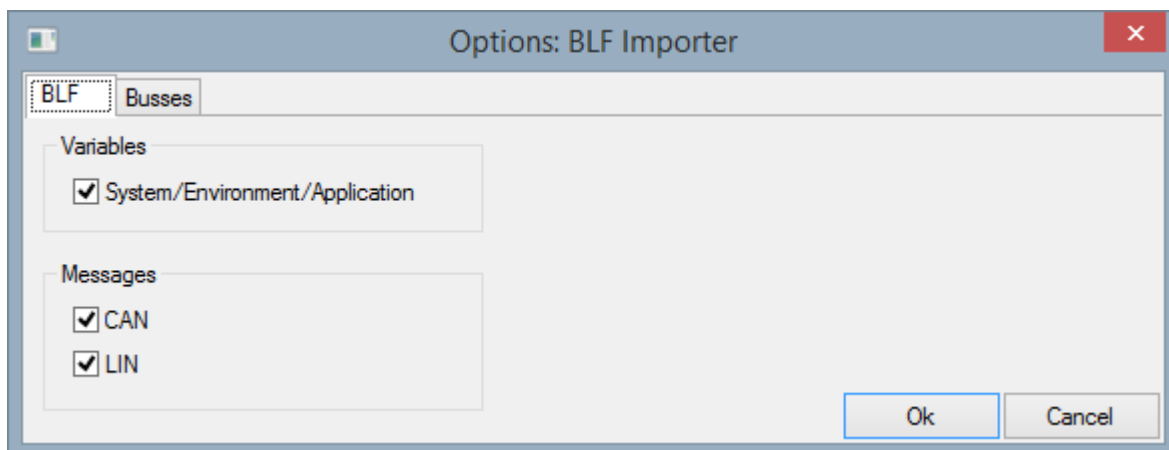 Options: BLF Importer
BLF Busses
Variables
System/Environment/Application
Messages
CAN
LIN
Ok Cancel